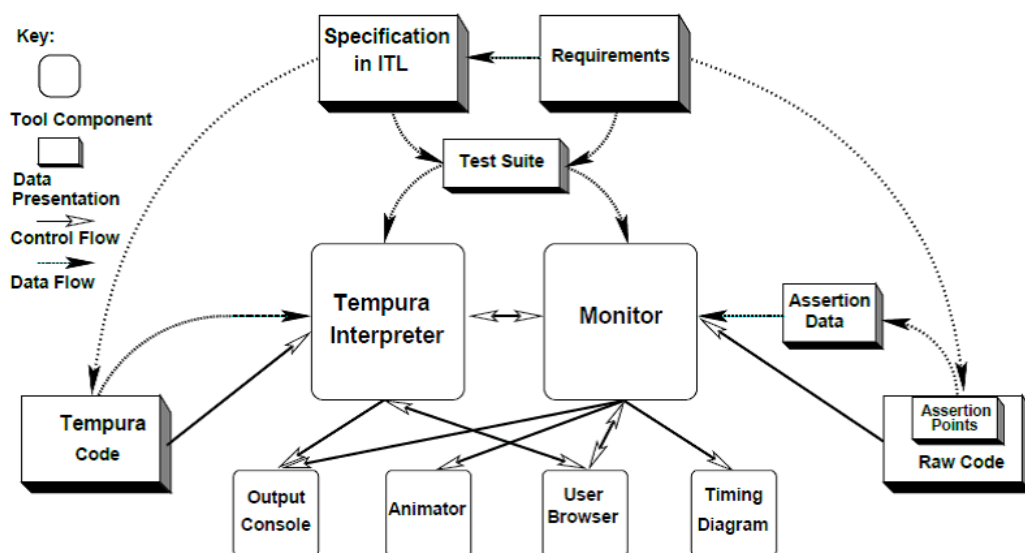 Key:
Tool Component
Data
Presentation
Control Flow
Data Flow
Specification
in ITL
Requirements
Test Suite
Tempura
Interpreter
Monitor
Assertion
Data
Tempura
Code
Assertion
Points
Raw Code
Output
Console
Animator
User
Browser
Timing
Diagram